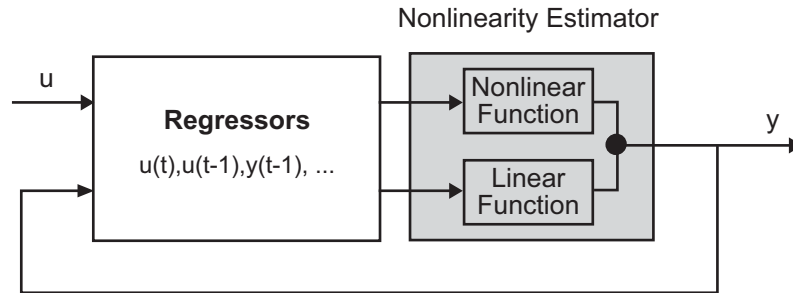 Nonlinearity Estimator
u
Regressors
u(t),u(t-1),y(t-1), ...
Nonlinear
Function
Linear
Function
y